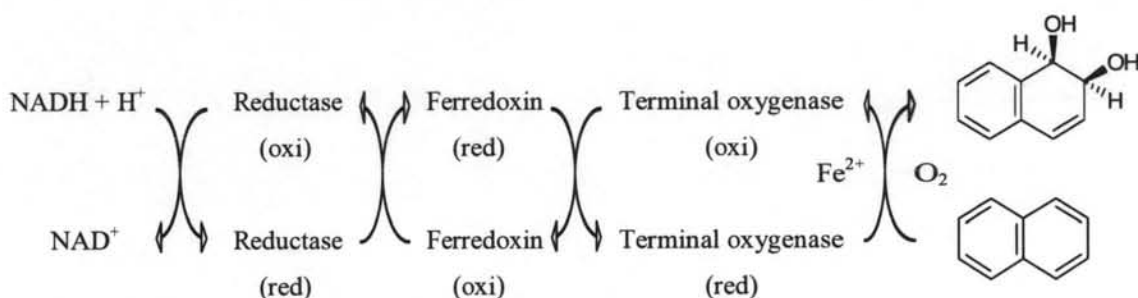 OH
H OH
NADH + H⁺ Reductase Ferredoxin Terminal oxygenase
H
(oxi) (red) (oxi)
Fe²⁺ O₂
NAD⁺ Reductase Ferredoxin Terminal oxygenase
(red) (oxi) (red)